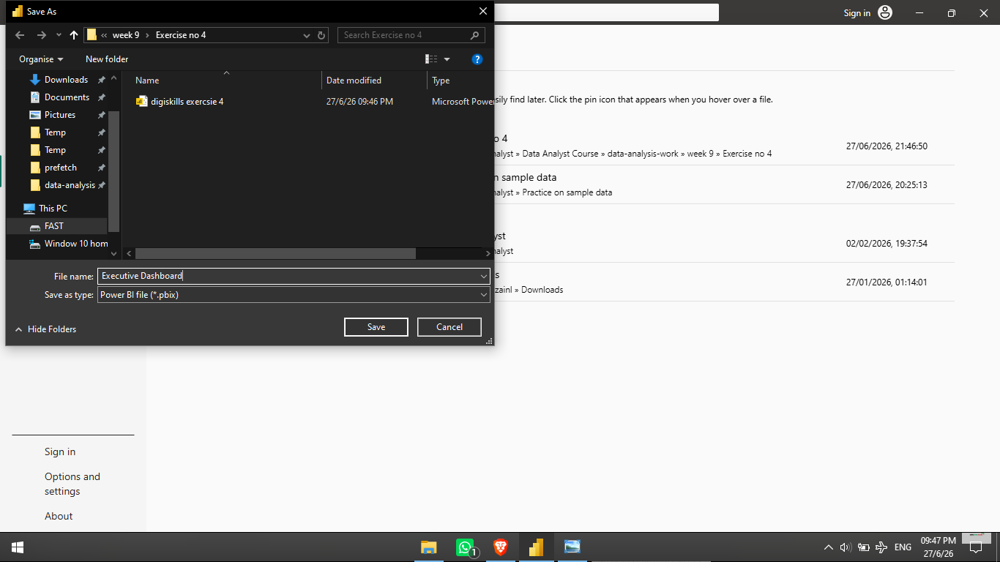 Save As
Sign in
« week 9 › Exercise no 4
Search Exercise no 4
Organise
New folder
?
Name
Date modified
Type
Downloads
Documents
Pictures
Temp
Temp
prefetch
data-analysis
This PC
FAST
Window 10 hom
digiskills exercsie 4
27/6/26 09:46 PM
Microsoft Power
File name:
Executive Dashboard
Save as type:
Power BI file (*.pbix)
Hide Folders
Save
Cancel
sily find later. Click the pin icon that appears when you hover over a file.
o 4
nalyst » Data Analyst Course » data-analysis-work » week 9 » Exercise no 4
27/06/2026, 21:46:50
n sample data
nalyst » Practice on sample data
27/06/2026, 20:25:13
yst
nalyst
02/02/2026, 19:37:54
s
zainl » Downloads
27/01/2026, 01:14:01
Sign in
Options and
settings
About
1
ENG
09:47 PM
27/6/26